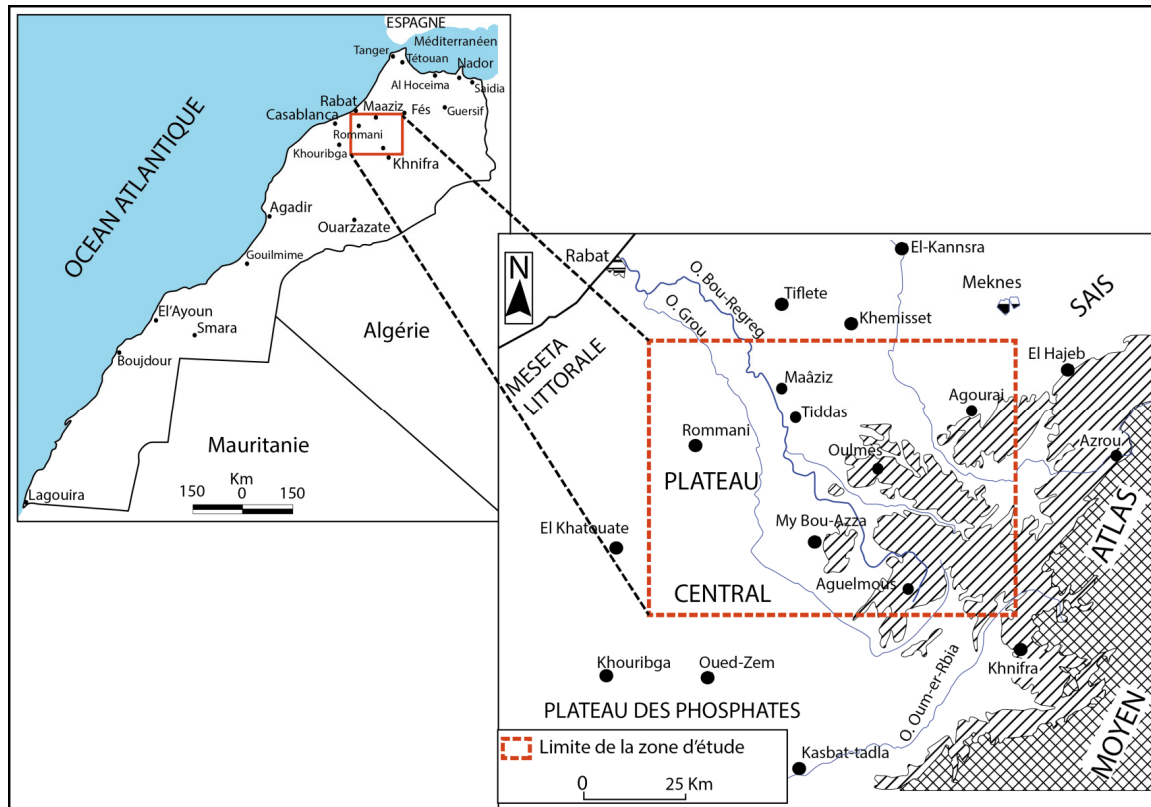 ESPAGNE
Méditerranéen
Tanger
Tétouan
Nador
Al Hoceima
Saidia
Rabat
Maaziz
Fés
Guersif
Casablanca
Rommani
Khouribga
Khnifra
OCEAN ATLANTIQUE
Agadir
Ouarzazate
Gouilmime
El'Ayoun
Smara
Algérie
Boujdour
Mauritanie
Lagouira
Km
150 0 150
N
Rabat
El-Kannsra
O. Bou-Regreg
O. Grou
Tiflete
Meknes
SAIS
Khemisset
MESETA
LITTORALE
El Hajeb
Maâziz
Agourai
Tiddas
Rommani
Azrou
Oulmes
PLATEAU
My Bou-Azza
El Khatouate
ATLAS
CENTRAL
Aguelmous
Khnifra
Khouribga
Oued-Zem
O. Oum-er-Rbia
PLATEAU DES PHOSPHATES
MOYEN
Limite de la zone d'étude
Kasbat-tadla
0 25 Km